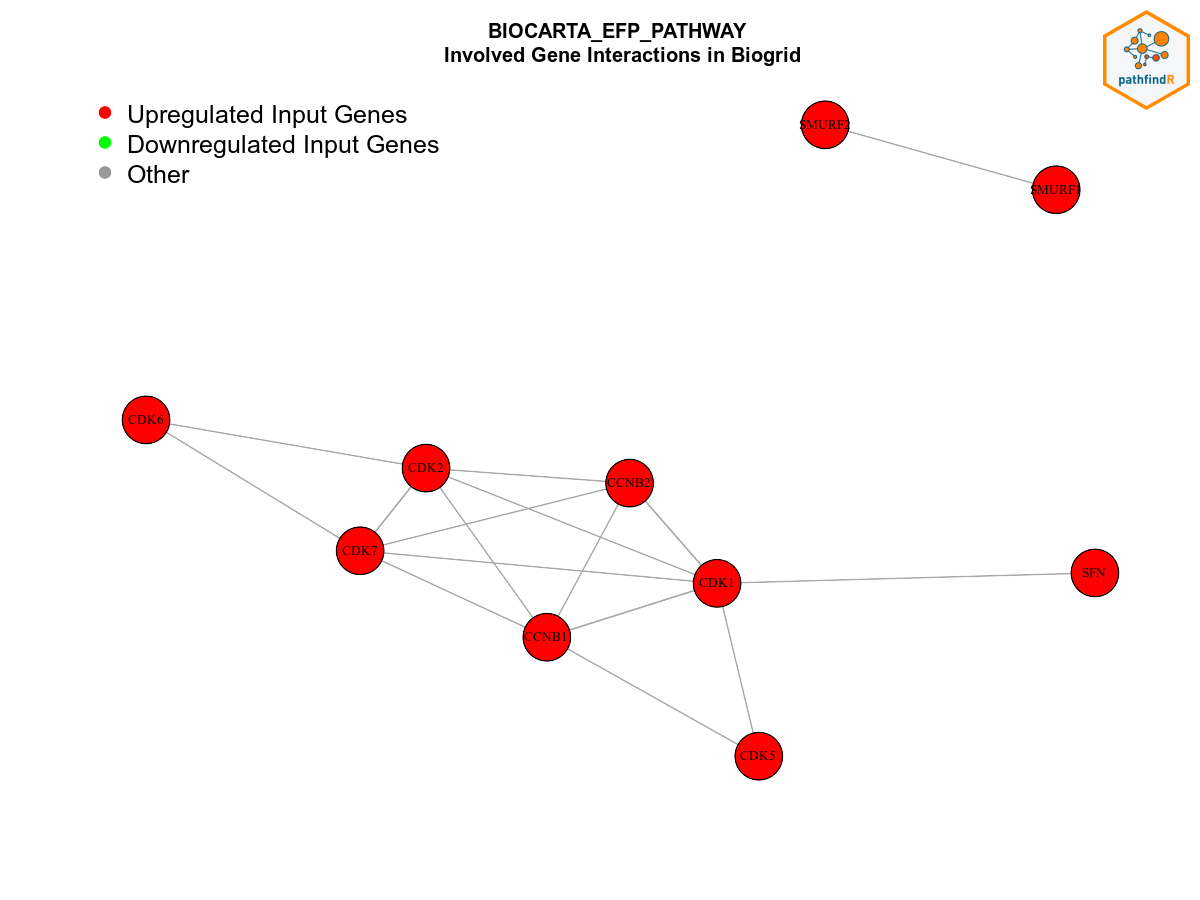 BIOCARTA_EFP_PATHWAY
Involved Gene Interactions in Biogrid
pathfindR
Upregulated Input Genes
Downregulated Input Genes
Other
SMURF2
SMURF1
CDK6
CDK2
CCNB2
CDK7
CDK1
SFN
CCNB1
CDK5